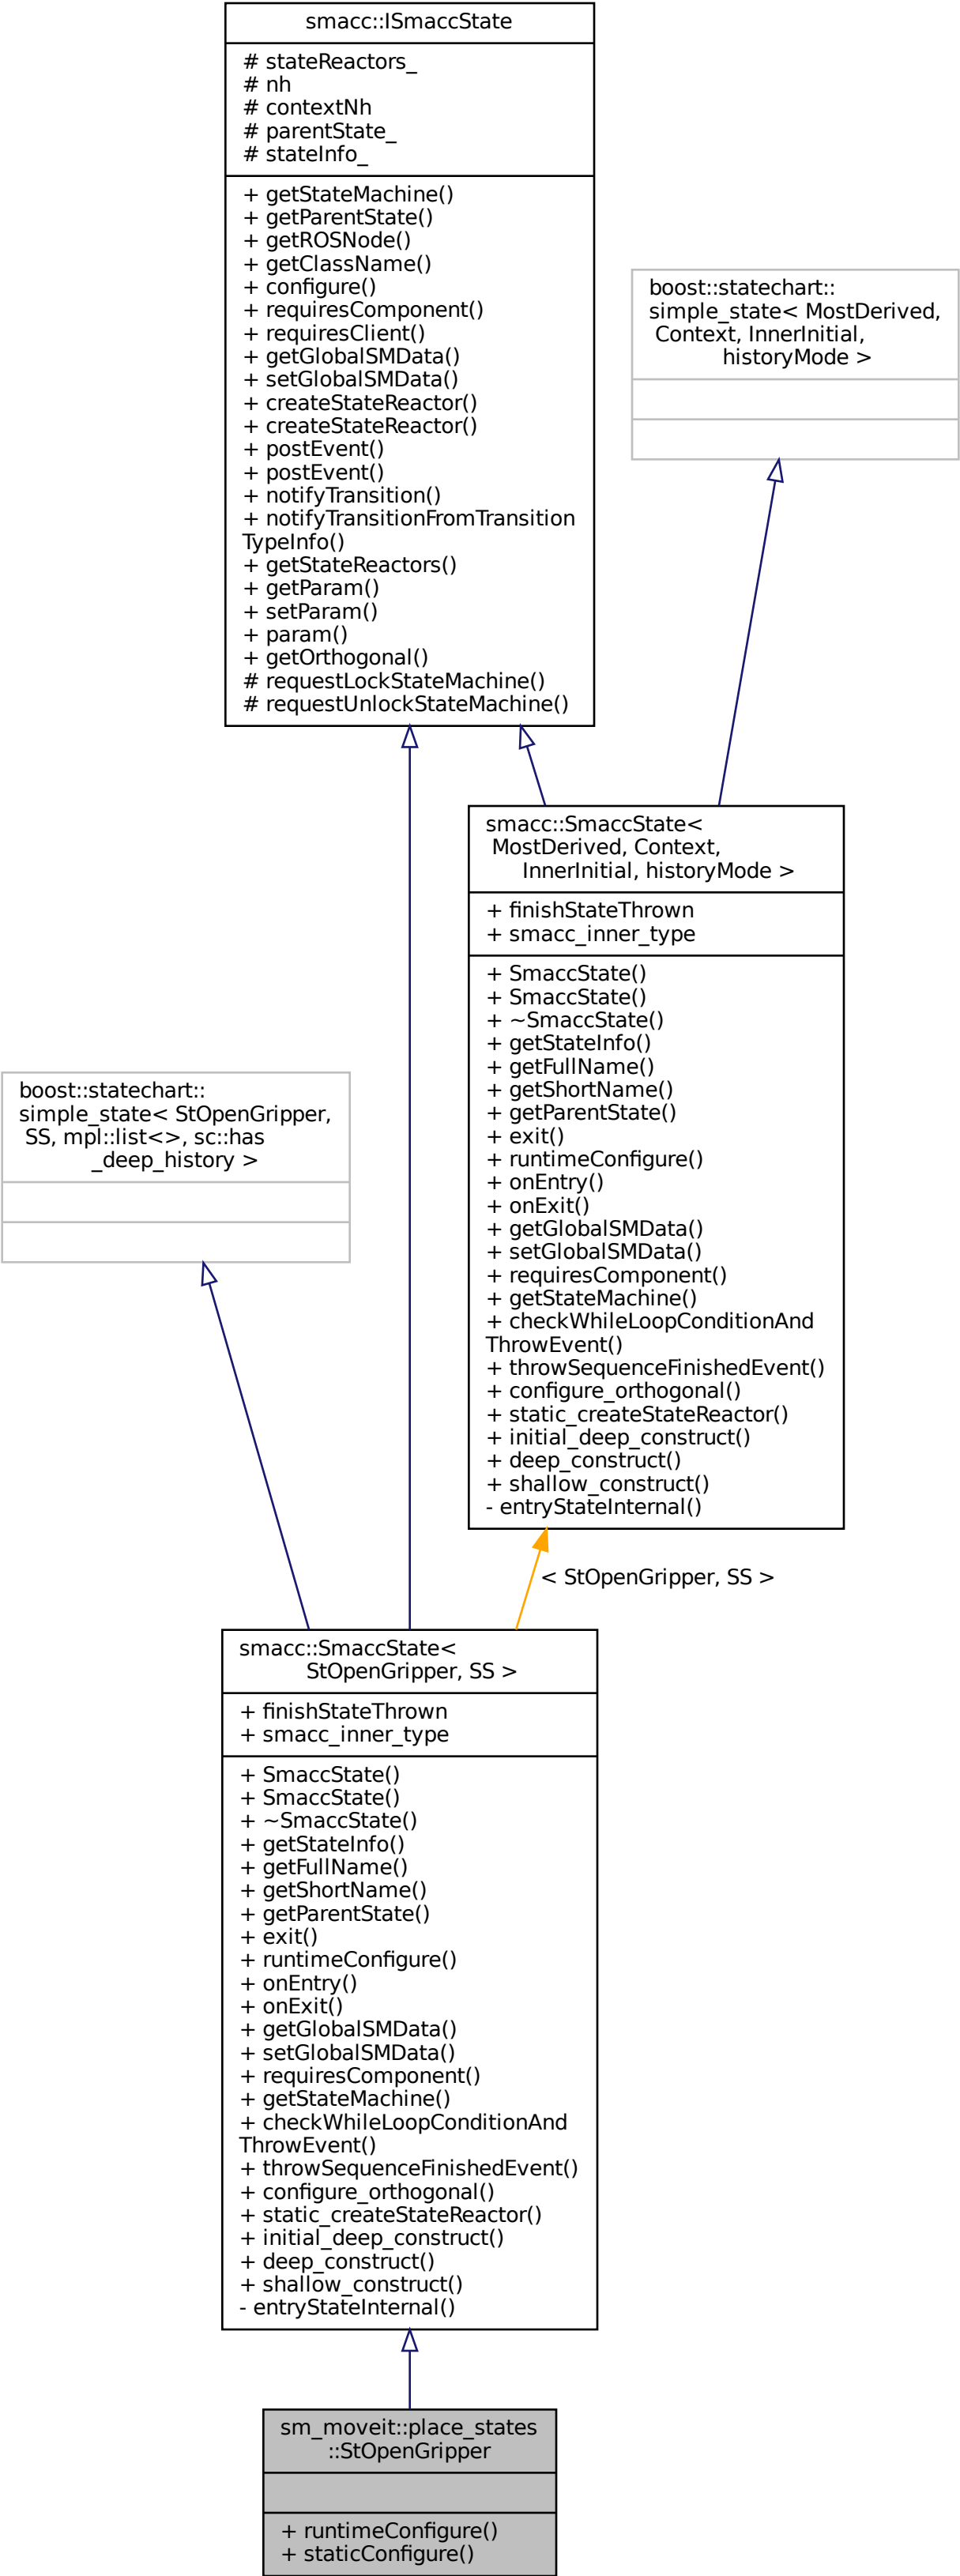 smacc::ISmaccState
# stateReactors_
# nh
# contextNh
# parentState_
# stateInfo_
+ getStateMachine()
+ getParentState()
+ getROSNode()
+ getClassName()
+ configure()
+ requiresComponent()
+ requiresClient()
+ getGlobalSMData()
+ setGlobalSMData()
+ createStateReactor()
+ createStateReactor()
+ postEvent()
+ postEvent()
+ notifyTransition()
+ notifyTransitionFromTransition
TypeInfo()
+ getStateReactors()
+ getParam()
+ setParam()
+ param()
+ getOrthogonal()
# requestLockStateMachine()
# requestUnlockStateMachine()
boost::statechart::
simple_state< MostDerived,
Context, InnerInitial,
historyMode >
smacc::SmaccState<
MostDerived, Context,
InnerInitial, historyMode >
+ finishStateThrown
+ smacc_inner_type
+ SmaccState()
+ SmaccState()
+ ~SmaccState()
+ getStateInfo()
+ getFullName()
+ getShortName()
+ getParentState()
+ exit()
+ runtimeConfigure()
+ onEntry()
+ onExit()
+ getGlobalSMData()
+ setGlobalSMData()
+ requiresComponent()
+ getStateMachine()
+ checkWhileLoopConditionAnd
ThrowEvent()
+ throwSequenceFinishedEvent()
+ configure_orthogonal()
+ static_createStateReactor()
+ initial_deep_construct()
+ deep_construct()
+ shallow_construct()
- entryStateInternal()
boost::statechart::
simple_state< StOpenGripper,
SS, mpl::list<>, sc::has
_deep_history >
< StOpenGripper, SS >
smacc::SmaccState<
StOpenGripper, SS >
+ finishStateThrown
+ smacc_inner_type
+ SmaccState()
+ SmaccState()
+ ~SmaccState()
+ getStateInfo()
+ getFullName()
+ getShortName()
+ getParentState()
+ exit()
+ runtimeConfigure()
+ onEntry()
+ onExit()
+ getGlobalSMData()
+ setGlobalSMData()
+ requiresComponent()
+ getStateMachine()
+ checkWhileLoopConditionAnd
ThrowEvent()
+ throwSequenceFinishedEvent()
+ configure_orthogonal()
+ static_createStateReactor()
+ initial_deep_construct()
+ deep_construct()
+ shallow_construct()
- entryStateInternal()
sm_moveit::place_states
::StOpenGripper
+ runtimeConfigure()
+ staticConfigure()